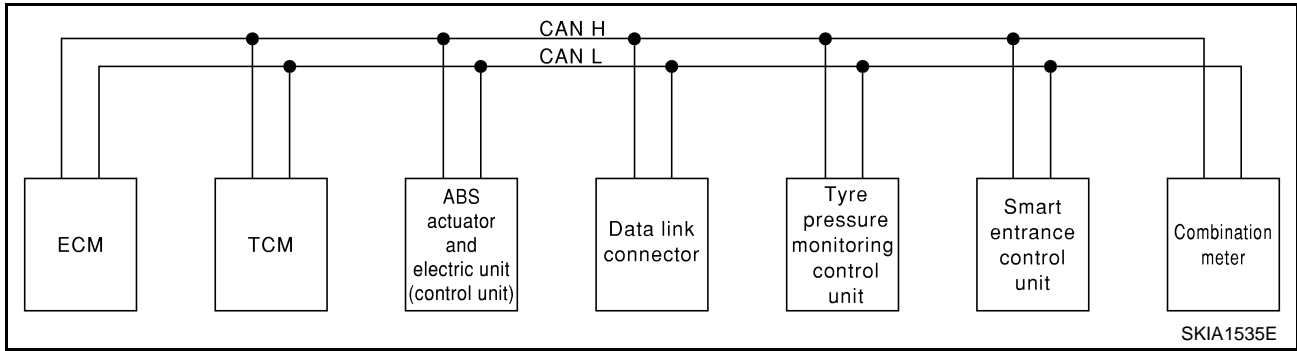 CAN H
CAN L
ECM
TCM
ABS
actuator
and
electric unit
(control unit)
Data link
connector
Tyre
pressure
monitoring
control
unit
Smart
entrance
control
unit
Combination
meter
SKIA1535E